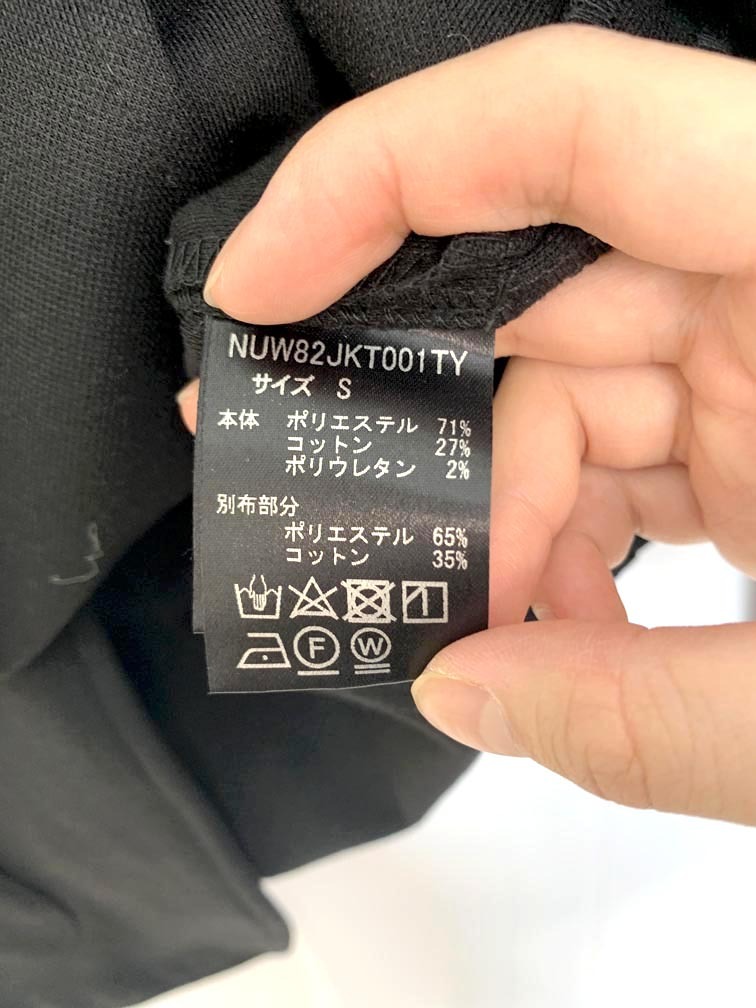 NUW82JKT001TY
サイズ S
本体 ポリエステル 71%
コットン 27%
ポリウレタン 2%
別布部分
ポリエステル 65%
コットン 35%
F W